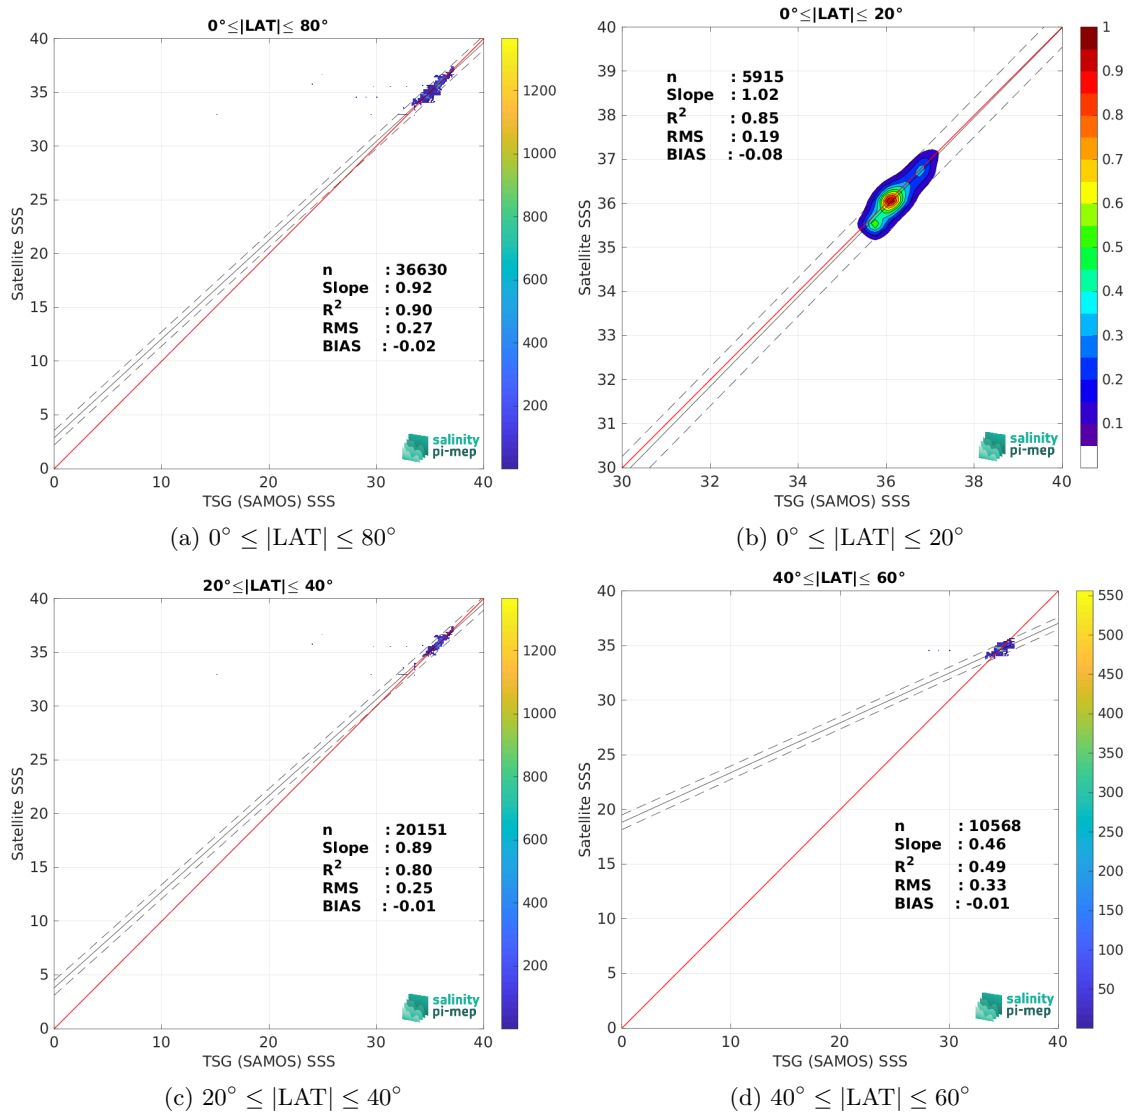 0°≤|LAT|≤ 80°
40
35
30
25
20
15
10
5
0
Satellite SSS
n : 36630
Slope : 0.92
R2 : 0.90
RMS : 0.27
BIAS : -0.02
salinity
pi-mep
0 10 20 30 40
TSG (SAMOS) SSS
1200
1000
800
600
400
200
(a) 0° ≤ |LAT| ≤ 80°
0°≤|LAT|≤ 20°
40
39
38
37
36
35
34
33
32
31
30
Satellite SSS
n : 5915
Slope : 1.02
R2 : 0.85
RMS : 0.19
BIAS : -0.08
salinity
pi-mep
30 32 34 36 38 40
TSG (SAMOS) SSS
1
0.9
0.8
0.7
0.6
0.5
0.4
0.3
0.2
0.1
(b) 0° ≤ |LAT| ≤ 20°
20°≤|LAT|≤ 40°
40
35
30
25
20
15
10
5
0
Satellite SSS
n : 20151
Slope : 0.89
R2 : 0.80
RMS : 0.25
BIAS : -0.01
salinity
pi-mep
0 10 20 30 40
TSG (SAMOS) SSS
1200
1000
800
600
400
200
(c) 20° ≤ |LAT| ≤ 40°
40°≤|LAT|≤ 60°
40
35
30
25
20
15
10
5
0
Satellite SSS
n : 10568
Slope : 0.46
R2 : 0.49
RMS : 0.33
BIAS : -0.01
salinity
pi-mep
0 10 20 30 40
TSG (SAMOS) SSS
550
500
450
400
350
300
250
200
150
100
50
(d) 40° ≤ |LAT| ≤ 60°